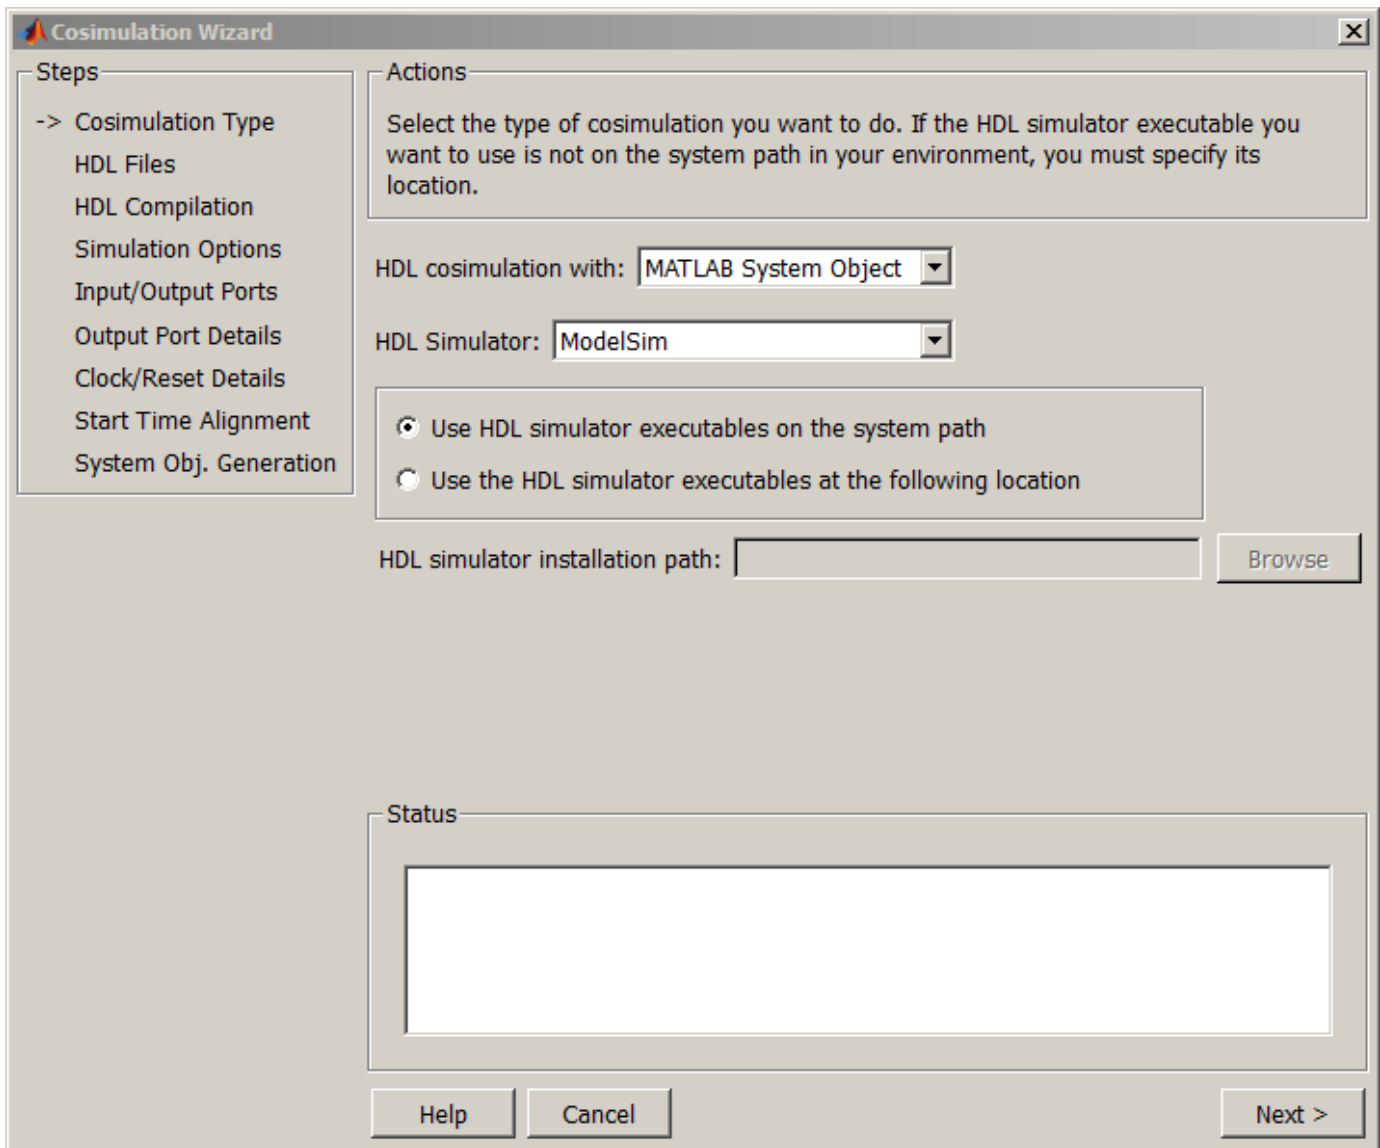 Cosimulation Wizard
Steps
-> Cosimulation Type
HDL Files
HDL Compilation
Simulation Options
Input/Output Ports
Output Port Details
Clock/Reset Details
Start Time Alignment
System Obj. Generation
Actions
Select the type of cosimulation you want to do. If the HDL simulator executable you
want to use is not on the system path in your environment, you must specify its
location.
HDL cosimulation with: MATLAB System Object
HDL Simulator: ModelSim
Use HDL simulator executables on the system path
Use the HDL simulator executables at the following location
HDL simulator installation path: Browse
Status
Help Cancel Next >